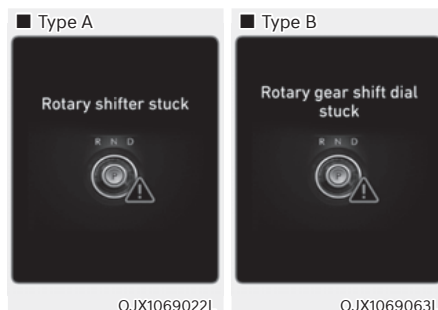 ■ Type A
Rotary shifter stuck
R N D
P
OJX1069022L
■ Type B
Rotary gear shift dial
stuck
R N D
P
OJX1069063L